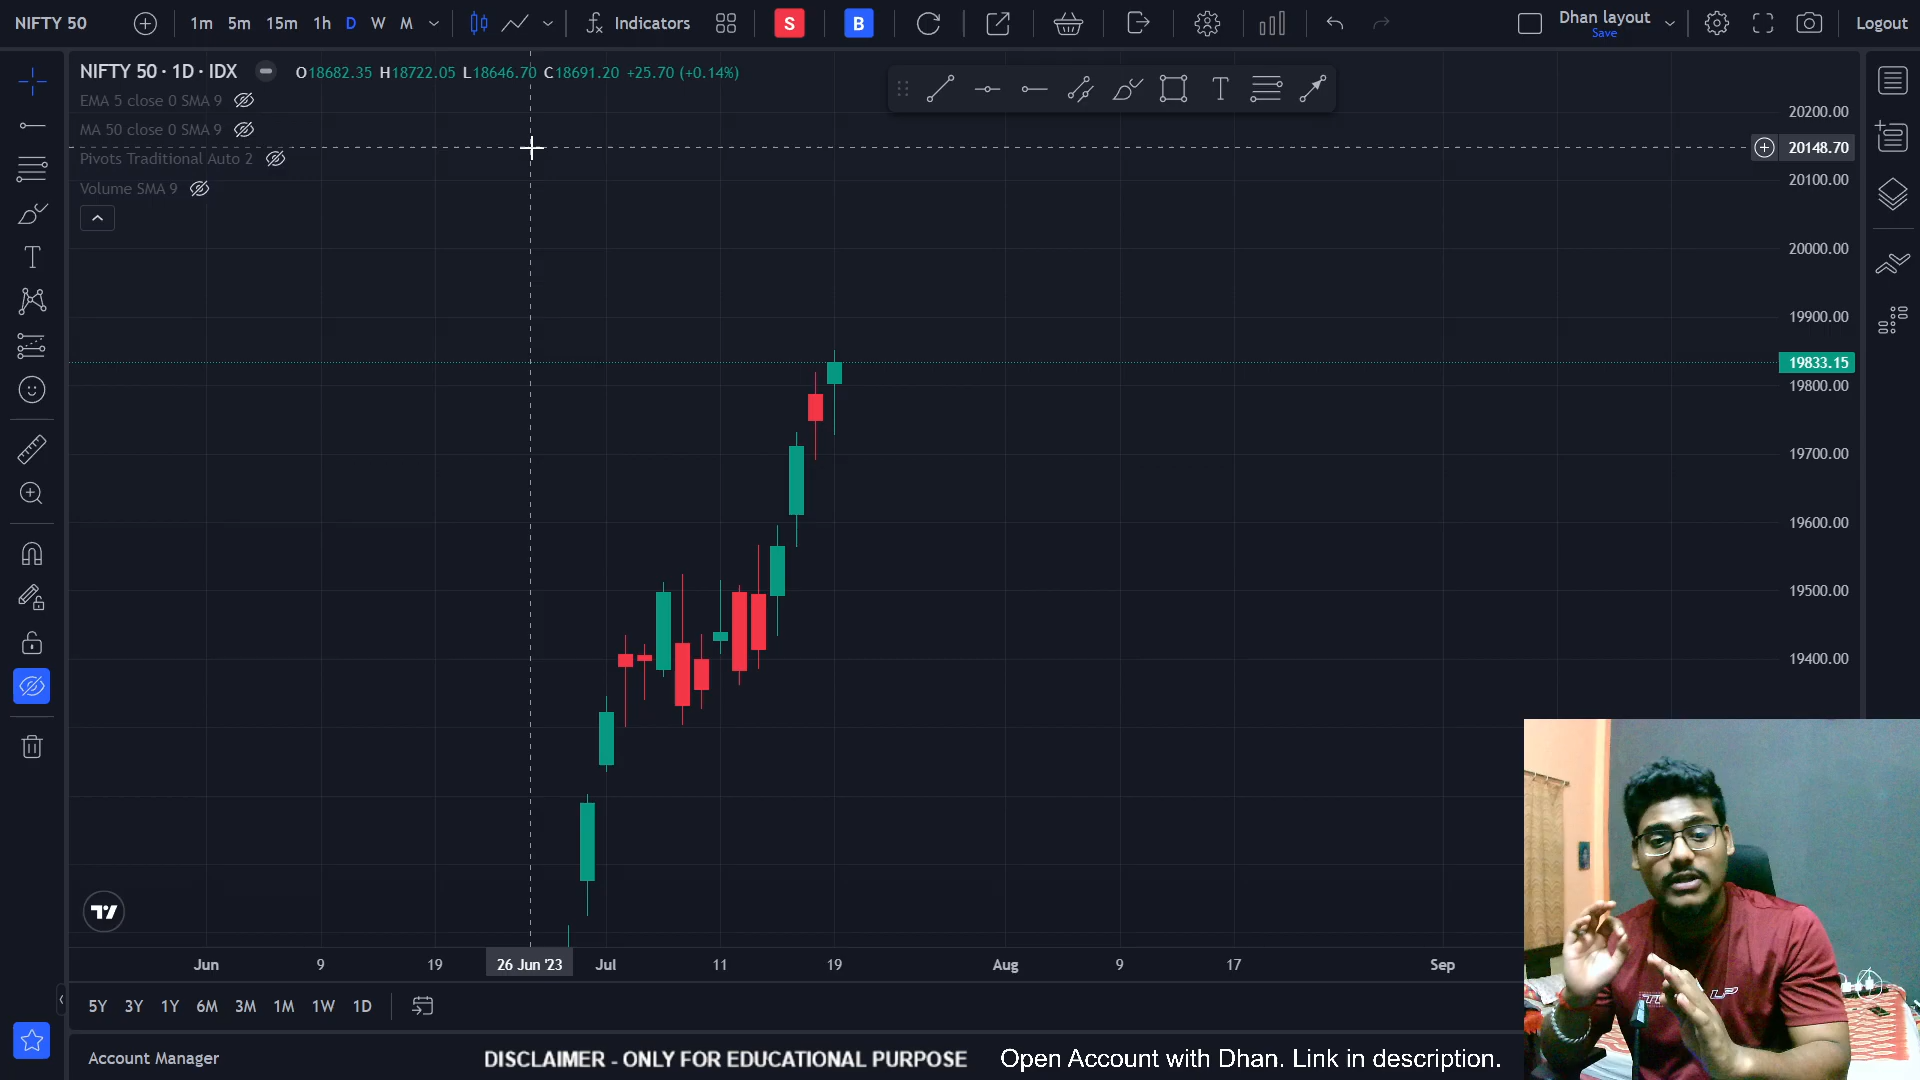 NIFTY 50 1m 5m 15m 1h D W M Indicators S B Dhan layout Logout
Save
NIFTY 50 · 1D · IDX O18682.35 H18722.05 L18646.70 C18691.20 +25.70 (+0.14%)
EMA 5 close 0 SMA 9
MA 50 close 0 SMA 9
Pivots Traditional Auto 2
Volume SMA 9
20200.00
20148.70
20100.00
20000.00
19900.00
19833.15
19800.00
19700.00
19600.00
19500.00
19400.00
Jun 9 19 26 Jun '23 Jul 11 19 Aug 9 17 Sep
5Y 3Y 1Y 6M 3M 1M 1W 1D
Account Manager
DISCLAIMER - ONLY FOR EDUCATIONAL PURPOSE
Open Account with Dhan. Link in description.